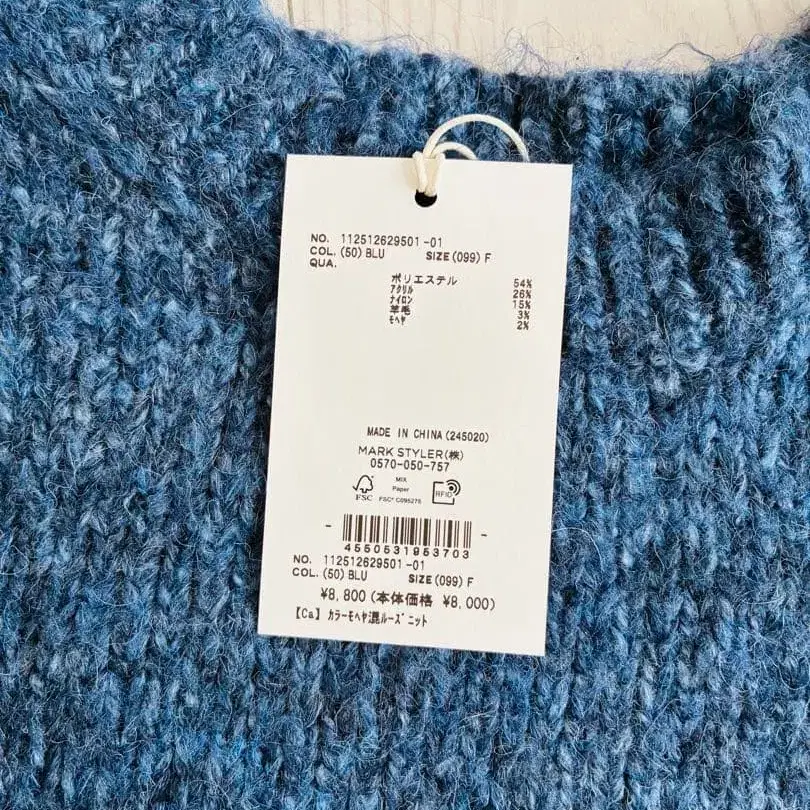 NO. 112512629501-01
COL. (50) BLU SIZE (099) F
QUA.
ポリエステル 54%
アクリル 26%
ナイロン 15%
羊毛 3%
モヘヤ 2%
MADE IN CHINA (245020)
MARK STYLER (株)
0570-050-757
FSC
MIX
Paper
FSC® C095275
RFID
4550531953703
NO. 112512629501-01
COL. (50) BLU SIZE (099) F
¥8,800 (本体価格 ¥8,000)
【Ca】カラーモヘヤ混ルーズニット